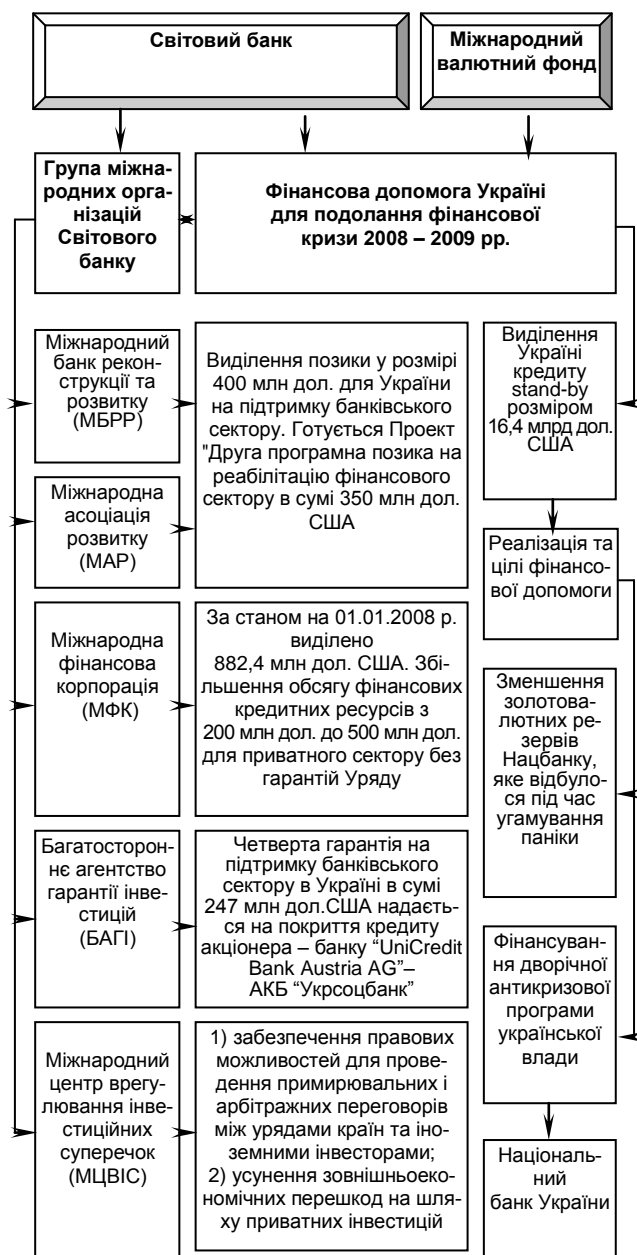 Світовий банк
Міжнародний
валютний фонд
Група міжна-
родних орга-
нізацій
Світового
банку
Фінансова допомога Україні
для подолання фінансової
кризи 2008 – 2009 рр.
Міжнародний
банк рекон-
струкції та
розвитку
(МБРР)
Виділення позики у розмірі
400 млн дол. для України
на підтримку банківського
сектору. Готується Проект
"Друга програмна позика на
реабілітацію фінансового
сектору в сумі 350 млн дол.
США
Виділення
Україні
кредиту
stand-by
розміром
16,4 млрд дол.
США
Міжнародна
асоціація
розвитку
(МАР)
Реалізація та
цілі фінансо-
вої допомоги
Міжнародна
фінансова
корпорація
(МФК)
За станом на 01.01.2008 р.
виділено
882,4 млн дол. США. Збі-
льшення обсягу фінансових
кредитних ресурсів з
200 млн дол. до 500 млн дол.
для приватного сектору без
гарантій Уряду
Зменшення
золотова-
лютних ре-
зервів
Нацбанку,
яке відбуло-
ся під час
угамування
паніки
Багатосторон-
нє агентство
гарантії інве-
стицій
(БАГІ)
Четверта гарантія на
підтримку банківського
сектору в Україні в сумі
247 млн дол.США надаєть-
ся на покриття кредиту
акціонера – банку “UniCredit
Bank Austria AG”–
АКБ “Укрсоцбанк”
Фінансуван-
ня дворічної
антикризової
програми
української
влади
Міжнародний
центр врегу-
лювання інве-
стиційних
суперечок
(МЦВІС)
1) забезпечення правових
можливостей для прове-
дення примирювальних і
арбітражних переговорів
між урядами країн та іно-
земними інвесторами;
2) усунення зовнішньоеко-
номічних перешкод на шля-
ху приватних інвестицій
Національ-
ний
банк України